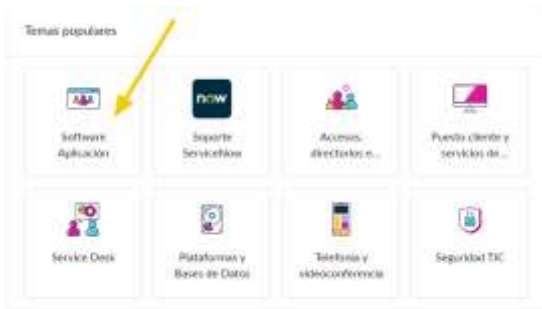 Temas populares
now
Software
Aplicación
Soporte
ServiceNow
Accesos,
directorios e...
Puesto cliente y
servicios de...
Service Desk
Plataformas y
Bases de Datos
Telefonía y
videoconferencia
Seguridad TIC